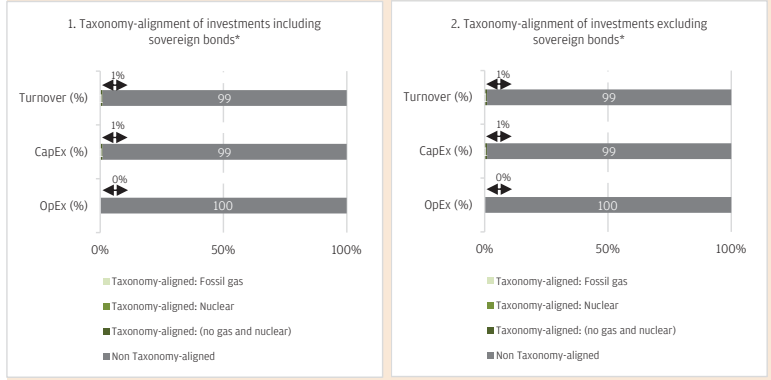 1. Taxonomy-alignment of investments including
sovereign bonds*
1%
Turnover (%)
99
1%
CapEx (%)
99
0%
OpEx (%)
100
0%
50%
100%
Taxonomy-aligned: Fossil gas
Taxonomy-aligned: Nuclear
Taxonomy-aligned: (no gas and nuclear)
Non Taxonomy-aligned
2. Taxonomy-alignment of investments excluding
sovereign bonds*
1%
Turnover (%)
99
1%
CapEx (%)
99
0%
OpEx (%)
100
0%
50%
100%
Taxonomy-aligned: Fossil gas
Taxonomy-aligned: Nuclear
Taxonomy-aligned: (no gas and nuclear)
Non Taxonomy-aligned